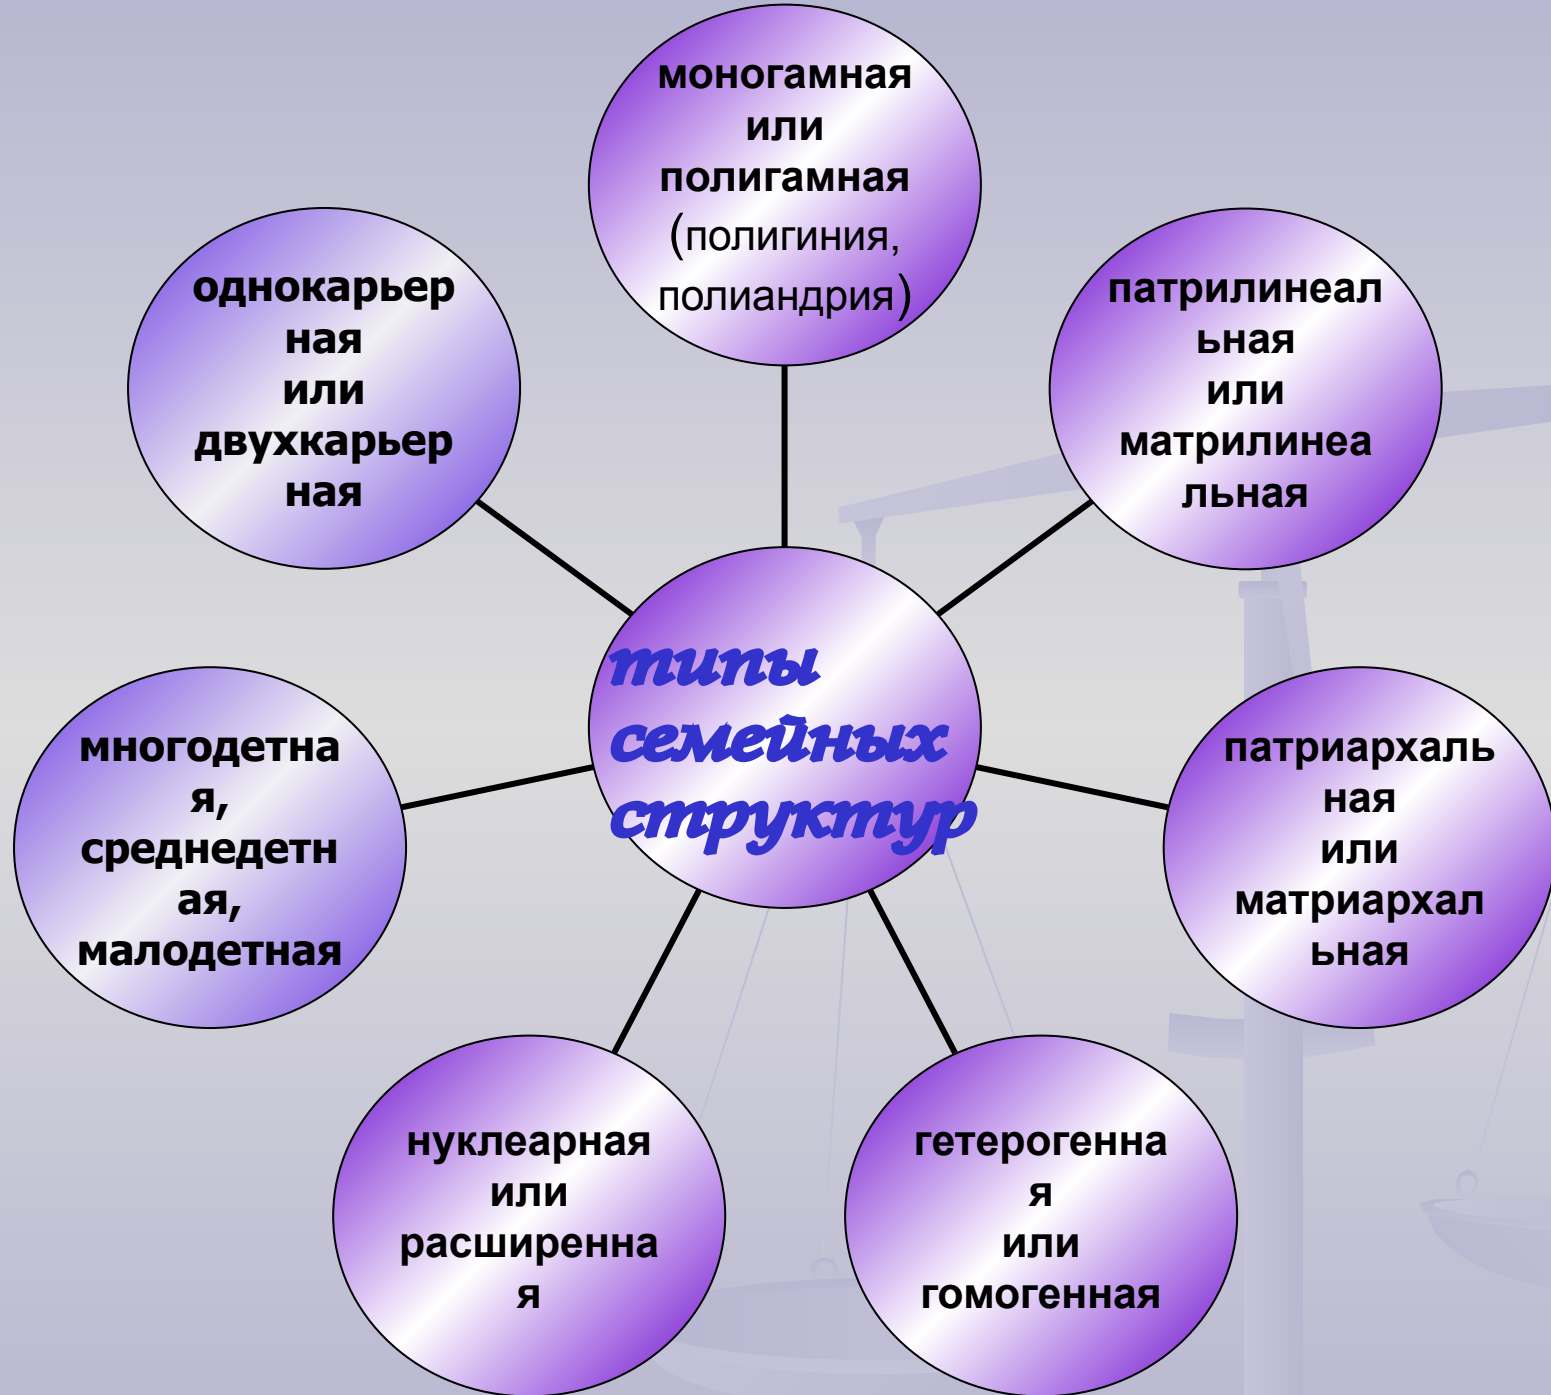 моногамная
или
полигамная
(полигиния,
полиандрия)
патрилинеал
ьная
или
матрилинеа
льная
патриархаль
ная
или
матриархал
ьная
гетерогенна
я
или
гомогенная
нуклеарная
или
расширенна
я
многодетна
я,
среднедетн
ая,
малодетная
однокарьер
ная
или
двухкарьер
ная
типы
семейных
структур